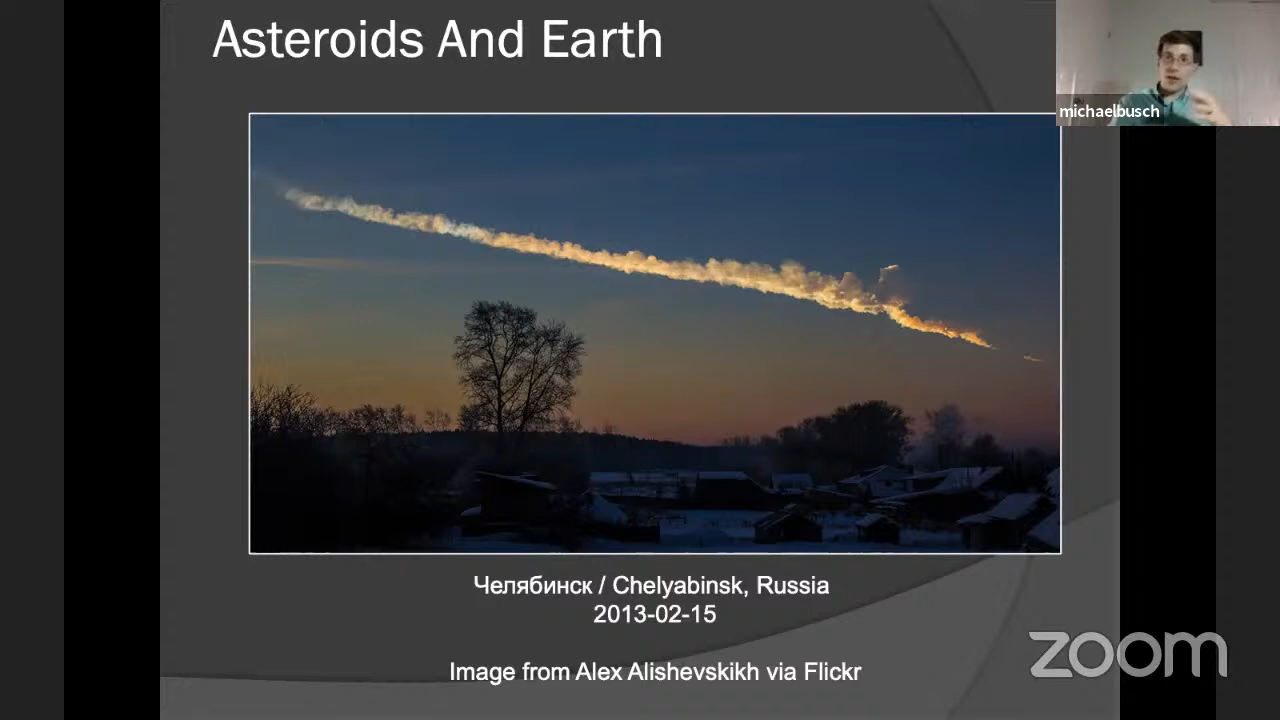 Asteroids And Earth
michaelbusch
Челябинск / Chelyabinsk, Russia
2013-02-15
Image from Alex Alishevskikh via Flickr
zoom